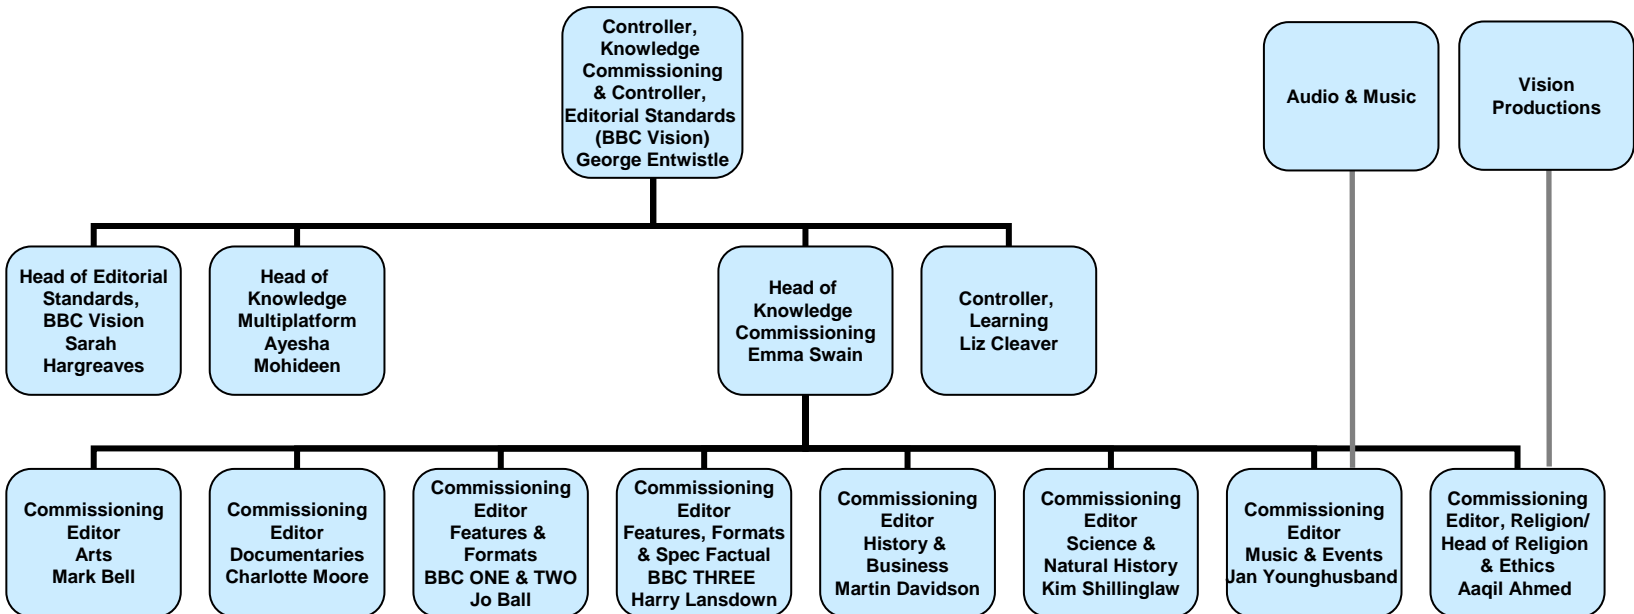 Controller,
Knowledge
Commissioning
& Controller,
Editorial Standards
(BBC Vision)
George Entwistle
Audio & Music
Vision
Productions
Head of Editorial
Standards,
BBC Vision
Sarah
Hargreaves
Head of
Knowledge
Multiplatform
Ayesha
Mohideen
Head of
Knowledge
Commissioning
Emma Swain
Controller,
Learning
Liz Cleaver
Commissioning
Editor
Arts
Mark Bell
Commissioning
Editor
Documentaries
Charlotte Moore
Commissioning
Editor
Features &
Formats
BBC ONE & TWO
Jo Ball
Commissioning
Editor
Features, Formats
& Spec Factual
BBC THREE
Harry Lansdown
Commissioning
Editor
History &
Business
Martin Davidson
Commissioning
Editor
Science &
Natural History
Kim Shillinglaw
Commissioning
Editor
Music & Events
Jan Younghusband
Commissioning
Editor, Religion/
Head of Religion
& Ethics
Aaqil Ahmed